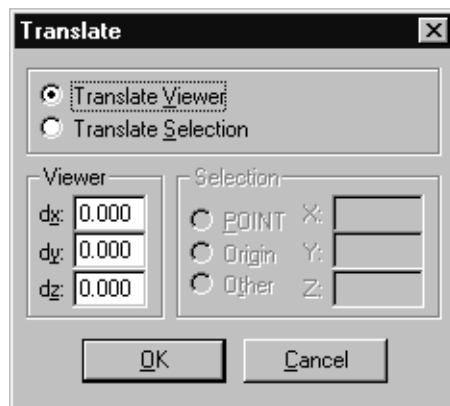 Translate
Translate Viewer
Translate Selection
Viewer
dx: 0.000
dy: 0.000
dz: 0.000
Selection
POINT X:
Origin Y:
Other Z:
OK Cancel